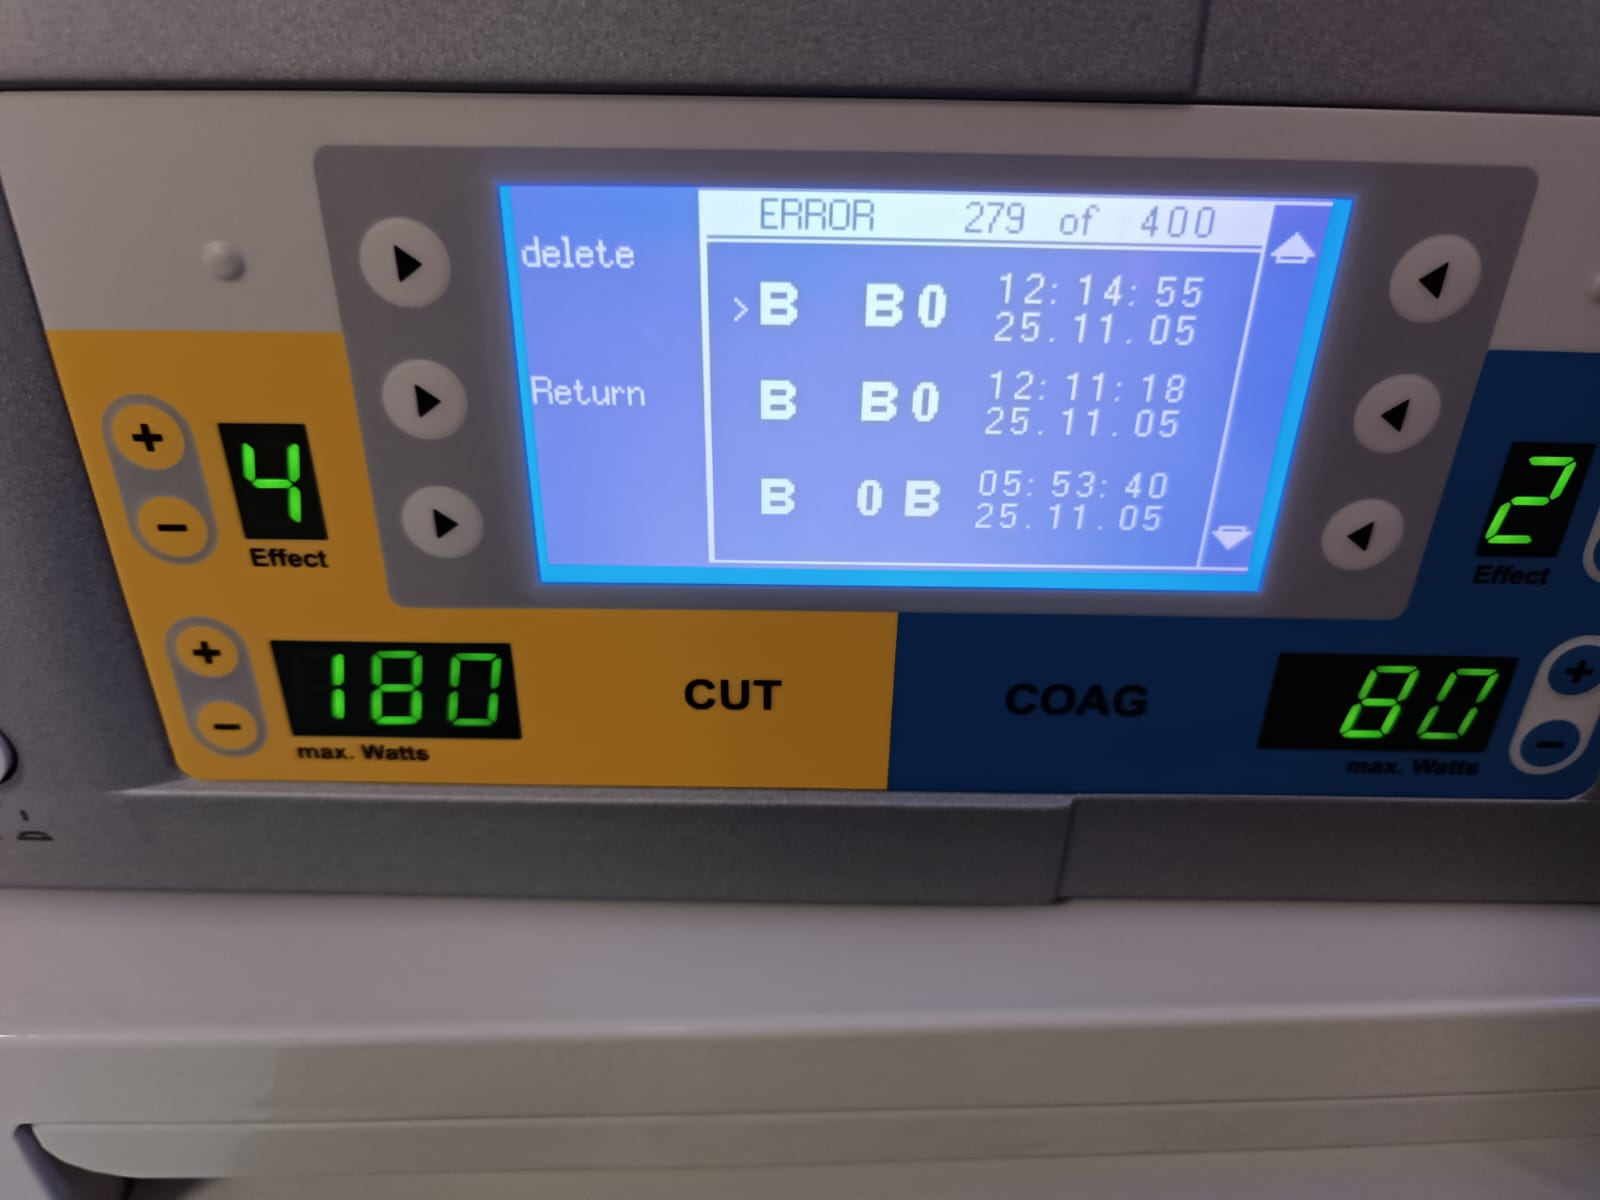 ERROR 279 of 400
delete
>B B0 12:14:55
25.11.05
Return
B B0 12:11:18
25.11.05
B 0B 05:53:40
25.11.05
+
4
-
Effect
2
Effect
+
180
-
max. Watts
CUT
COAG
80
+
-
max. Watts